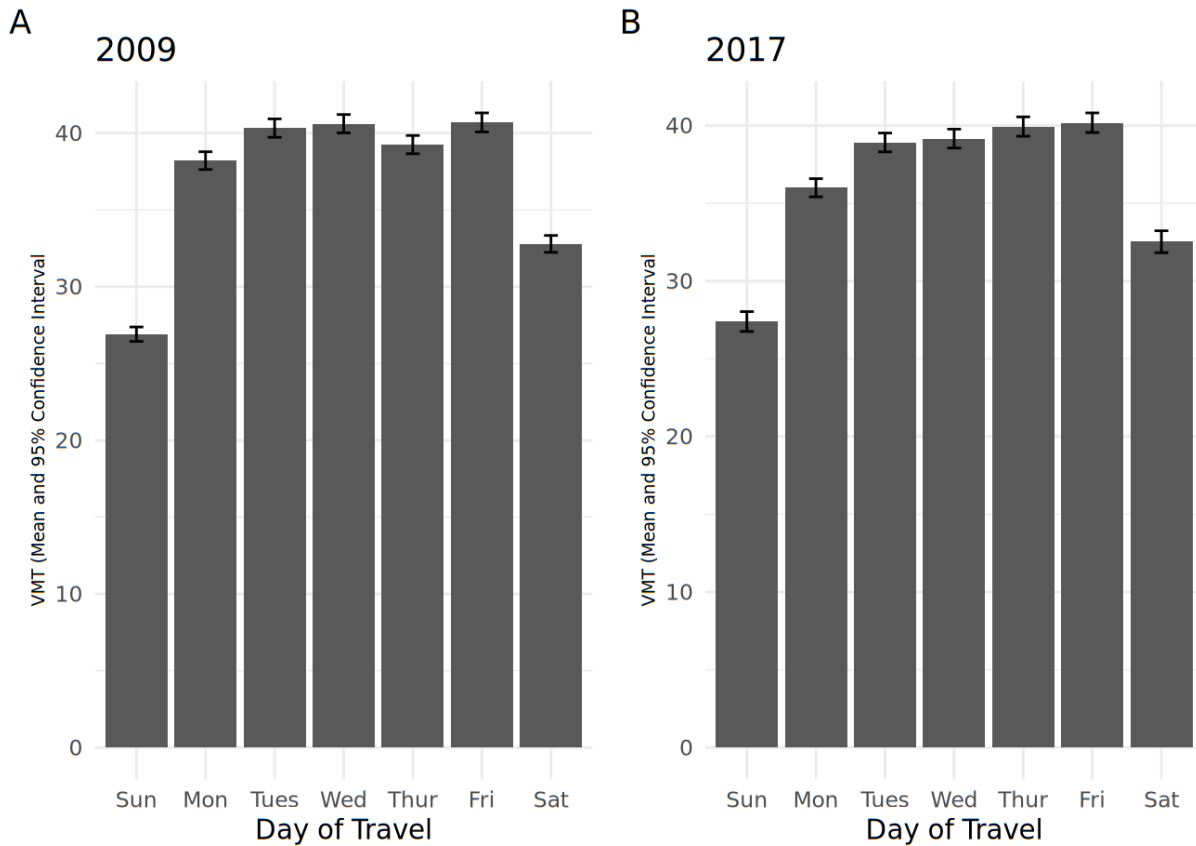 A
2009
VMT (Mean and 95% Confidence Interval
40
30
20
10
0
Sun Mon Tues Wed Thur Fri Sat
Day of Travel
B
2017
VMT (Mean and 95% Confidence Interval
40
30
20
10
0
Sun Mon Tues Wed Thur Fri Sat
Day of Travel